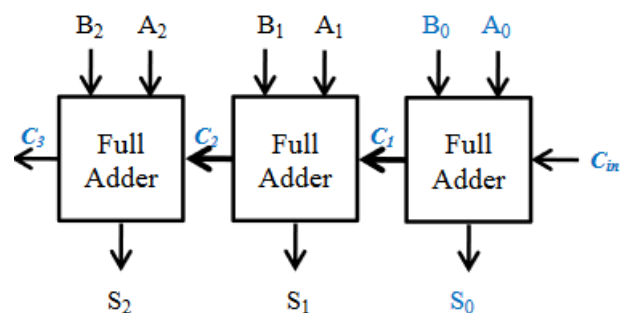 B₂ A₂ B₁ A₁ B₀ A₀
C₃ Full Adder C₂ Full Adder C₁ Full Adder Cᵢₙ
S₂ S₁ S₀